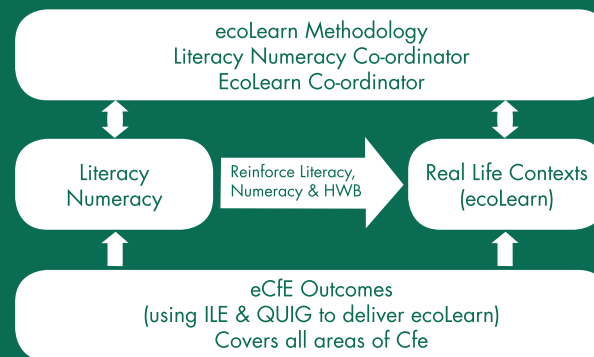 ecoLearn Methodology
Literacy Numeracy Co-ordinator
EcoLearn Co-ordinator
Literacy
Numeracy
Reinforce Literacy,
Numeracy & HWB
Real Life Contexts
(ecoLearn)
eCfE Outcomes
(using ILE & QUIG to deliver ecoLearn)
Covers all areas of Cfe